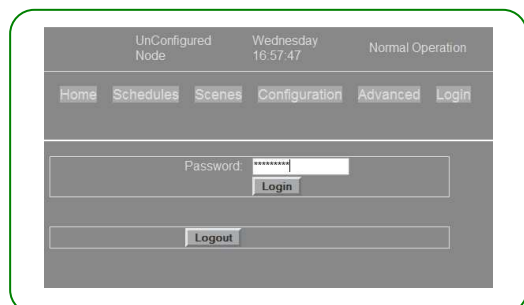 UnConfigured Node Wednesday 16:57:47 Normal Operation
Home Schedules Scenes Configuration Advanced Login
Password: *********
Login
Logout